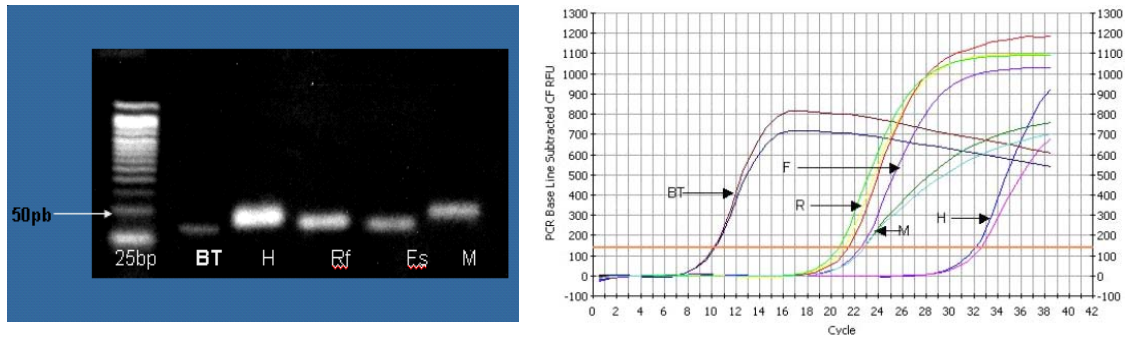 50pb
25bp BT H Rf Es M
PCR Base Line Subtracted CF RFU
1300 1300
1200 1200
1100 1100
1000 1000
900 900
800 800
700 700
600 600
500 500
400 400
300 300
200 200
100 100
0 0
-100 -100
F
BT
R
H
M
0 2 4 6 8 10 12 14 16 18 20 22 24 26 28 30 32 34 36 38 40 42
Cycle